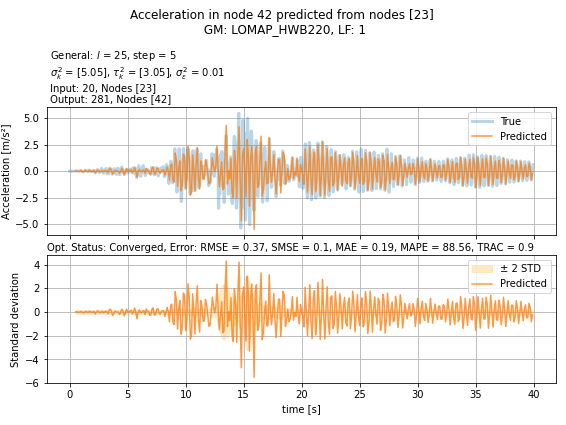 Acceleration in node 42 predicted from nodes [23]
GM: LOMAP_HWB220, LF: 1
General: l = 25, step = 5
σ²ₖ = [5.05], τ²ₖ = [3.05], σ²ε = 0.01
Input: 20, Nodes [23]
Output: 281, Nodes [42]
5.0
2.5
0.0
−2.5
−5.0
Acceleration [m/s²]
True
Predicted
Opt. Status: Converged, Error: RMSE = 0.37, SMSE = 0.1, MAE = 0.19, MAPE = 88.56, TRAC = 0.9
4
2
0
−2
−4
−6
Standard deviation
± 2 STD
Predicted
0 5 10 15 20 25 30 35 40
time [s]